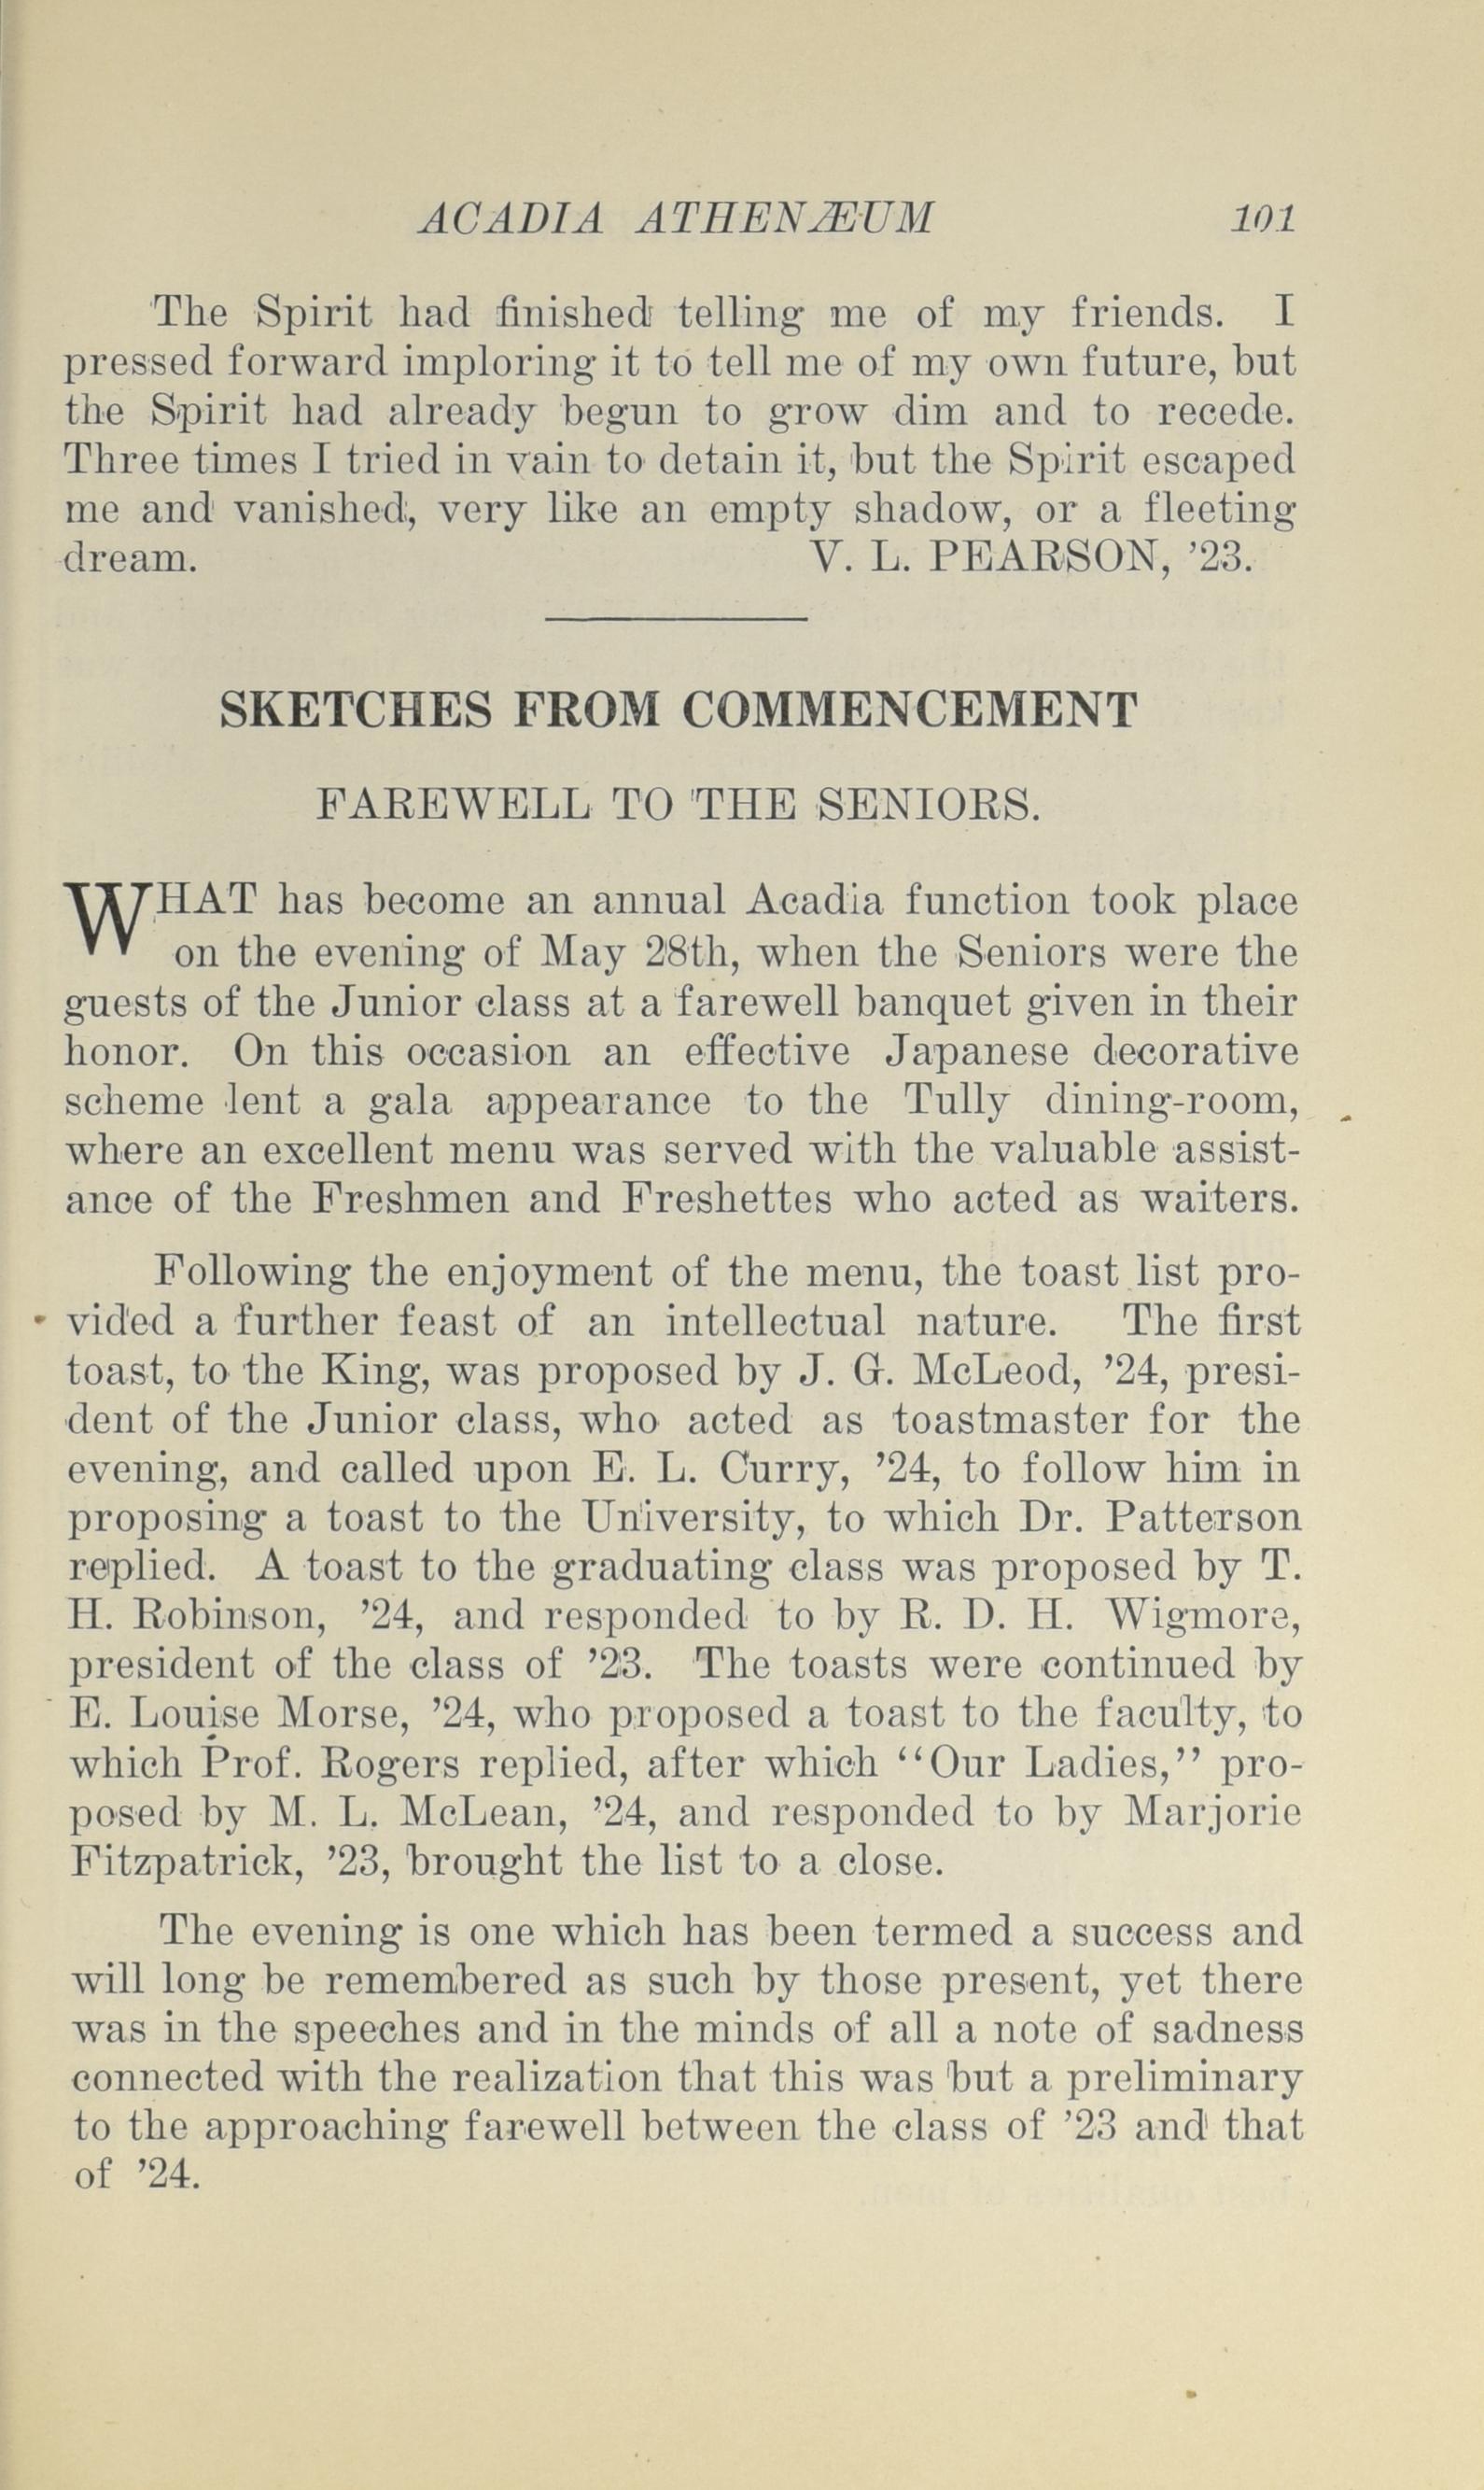 ACADIA ATHENÆUM 101
The Spirit had finished telling me of my friends. I
pressed forward imploring it to tell me of my own future, but
the Spirit had already begun to grow dim and to recede.
Three times I tried in vain to detain it, but the Spirit escaped
me and vanished, very like an empty shadow, or a fleeting
dream. V. L. PEARSON, ’23.
SKETCHES FROM COMMENCEMENT
FAREWELL TO THE SENIORS.
WHAT has become an annual Acadia function took place
on the evening of May 28th, when the Seniors were the
guests of the Junior class at a farewell banquet given in their
honor. On this occasion an effective Japanese decorative
scheme lent a gala appearance to the Tully dining-room,
where an excellent menu was served with the valuable assist-
ance of the Freshmen and Freshettes who acted as waiters.
Following the enjoyment of the menu, the toast list pro-
vided a further feast of an intellectual nature. The first
toast, to the King, was proposed by J. G. McLeod, ’24, presi-
dent of the Junior class, who acted as toastmaster for the
evening, and called upon E. L. Curry, ’24, to follow him in
proposing a toast to the University, to which Dr. Patterson
replied. A toast to the graduating class was proposed by T.
H. Robinson, ’24, and responded to by R. D. H. Wigmore,
president of the class of ’23. The toasts were continued by
E. Louise Morse, ’24, who proposed a toast to the faculty, to
which Prof. Rogers replied, after which “Our Ladies,” pro-
posed by M. L. McLean, ’24, and responded to by Marjorie
Fitzpatrick, ’23, brought the list to a close.
The evening is one which has been termed a success and
will long be remembered as such by those present, yet there
was in the speeches and in the minds of all a note of sadness
connected with the realization that this was but a preliminary
to the approaching farewell between the class of ’23 and that
of ’24.